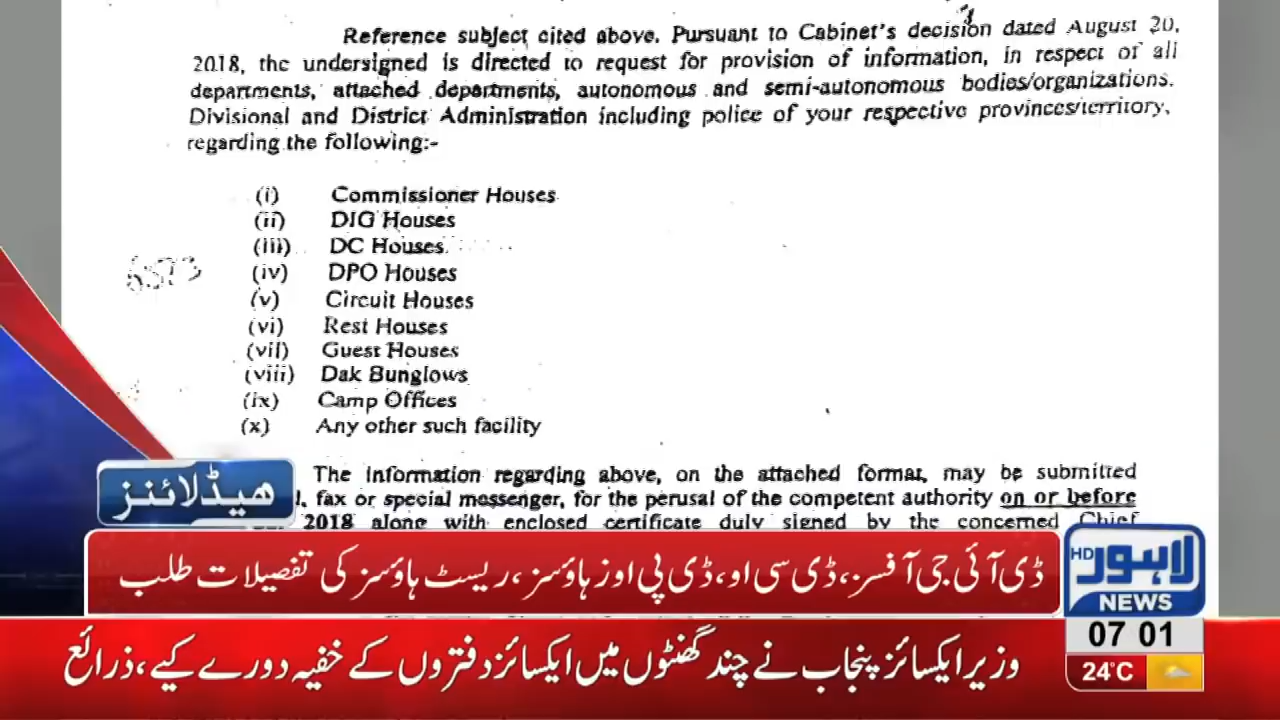 Reference subject cited above. Pursuant to Cabinet's decision dated August 20,
2018, the undersigned is directed to request for provision of information, in respect of all
departments, attached departments, autonomous and semi-autonomous bodies/organizations.
Divisional and District Administration including police of your respective provinces/territory,
regarding the following:-
(i) Commissioner Houses
(ii) DIG Houses
(iii) DC Houses
(iv) DPO Houses
(v) Circuit Houses
(vi) Rest Houses
(vii) Guest Houses
(viii) Dak Bunglows
(ix) Camp Offices
(x) Any other such facility
The information regarding above, on the attached format, may be submitted
fax or special messenger, for the perusal of the competent authority on or before
2018 along with enclosed certificate duly signed by the concerned Chief
ہیڈلائنز
ڈی آئی جی آفسز، ڈی سی او، ڈی پی اوز ہاؤسز، ریسٹ ہاؤسز کی تفصیلات طلب
HD لاہور
NEWS
07 01
24°C
وزیر ایکسائز پنجاب نے چند گھنٹوں میں ایکسائز دفتروں کے خفیہ دورے کیے، ذرائع